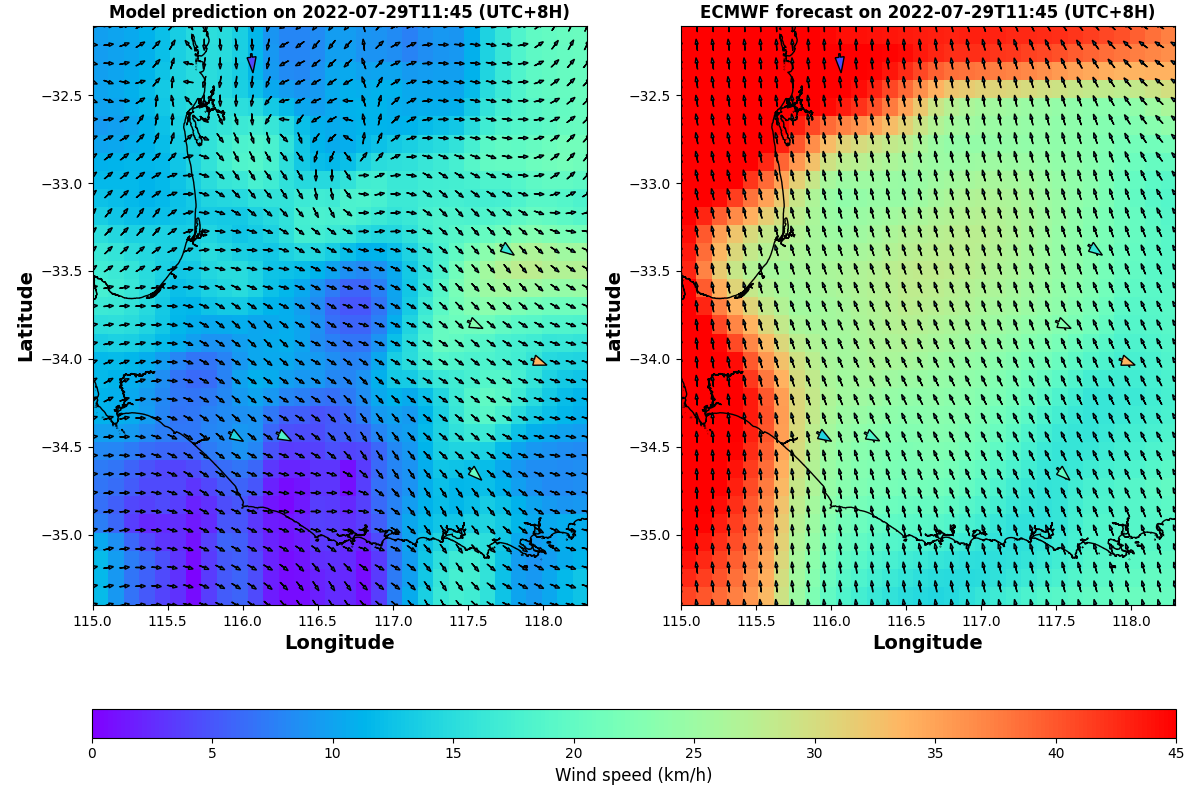 Model prediction on 2022-07-29T11:45 (UTC+8H)
ECMWF forecast on 2022-07-29T11:45 (UTC+8H)
Latitude
−32.5
−33.0
−33.5
−34.0
−34.5
−35.0
115.0 115.5 116.0 116.5 117.0 117.5 118.0
Longitude
Latitude
−32.5
−33.0
−33.5
−34.0
−34.5
−35.0
115.0 115.5 116.0 116.5 117.0 117.5 118.0
Longitude
0 5 10 15 20 25 30 35 40 45
Wind speed (km/h)